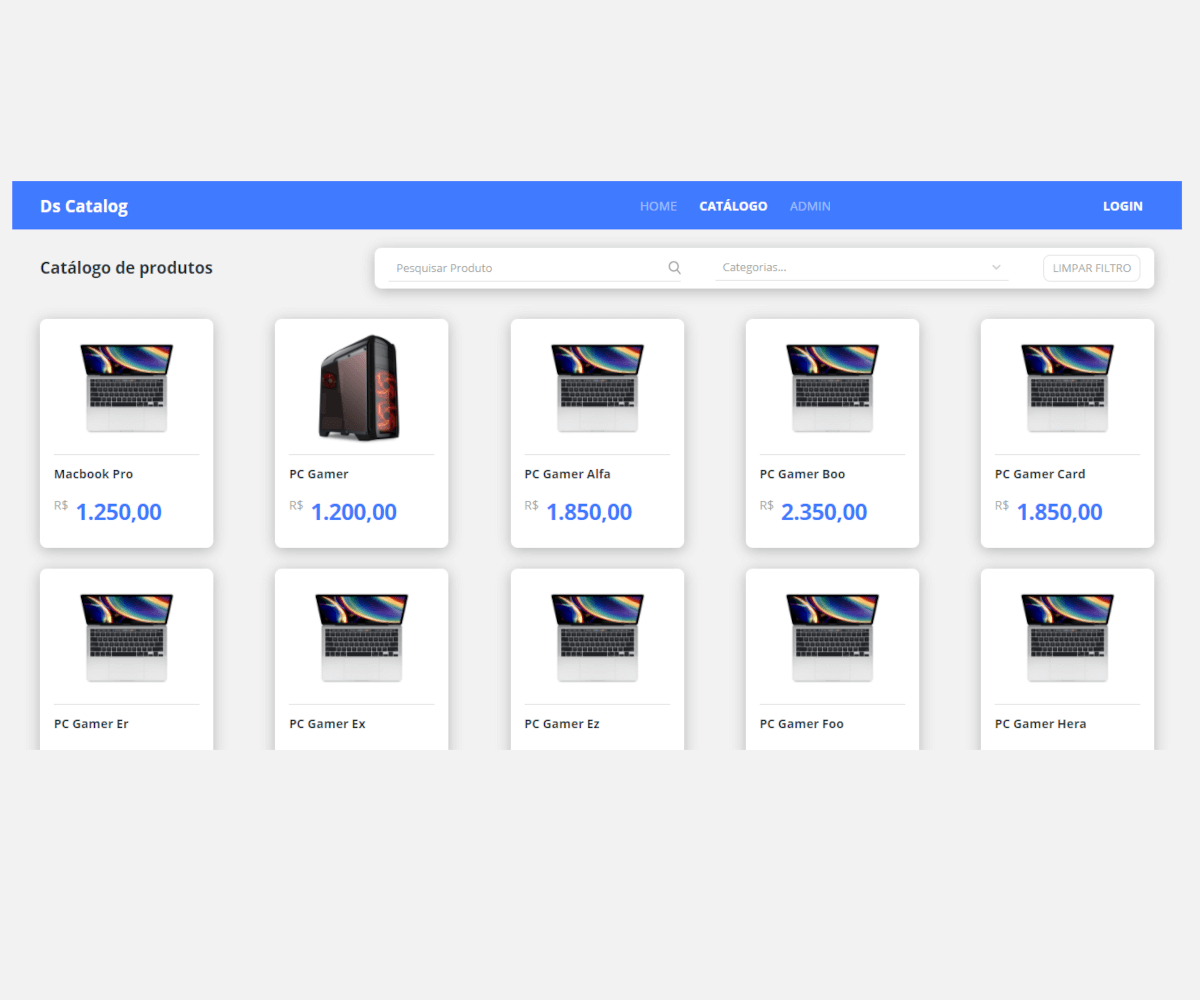 Ds Catalog
HOME CATÁLOGO ADMIN
LOGIN
Catálogo de produtos
Pesquisar Produto
Categorias...
LIMPAR FILTRO
Macbook Pro
R$ 1.250,00
PC Gamer
R$ 1.200,00
PC Gamer Alfa
R$ 1.850,00
PC Gamer Boo
R$ 2.350,00
PC Gamer Card
R$ 1.850,00
PC Gamer Er
PC Gamer Ex
PC Gamer Ez
PC Gamer Foo
PC Gamer Hera